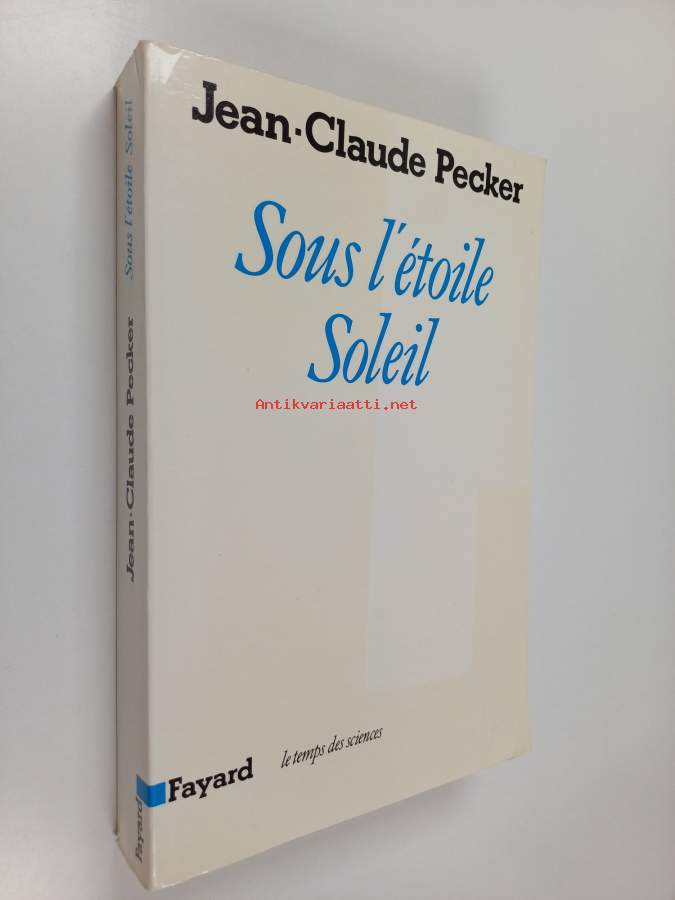 Jean-Claude Pecker
Sous l'étoile
Soleil
Antikvariaatti.net
le temps des sciences
Fayard
Sous l'étoile Soleil
Jean-Claude Pecker
Fayard